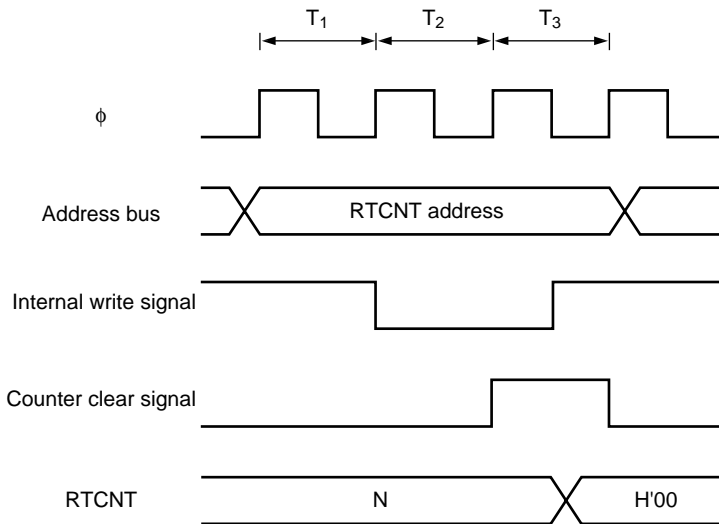 T1 T2 T3
φ
Address bus RTCNT address
Internal write signal
Counter clear signal
RTCNT N H'00